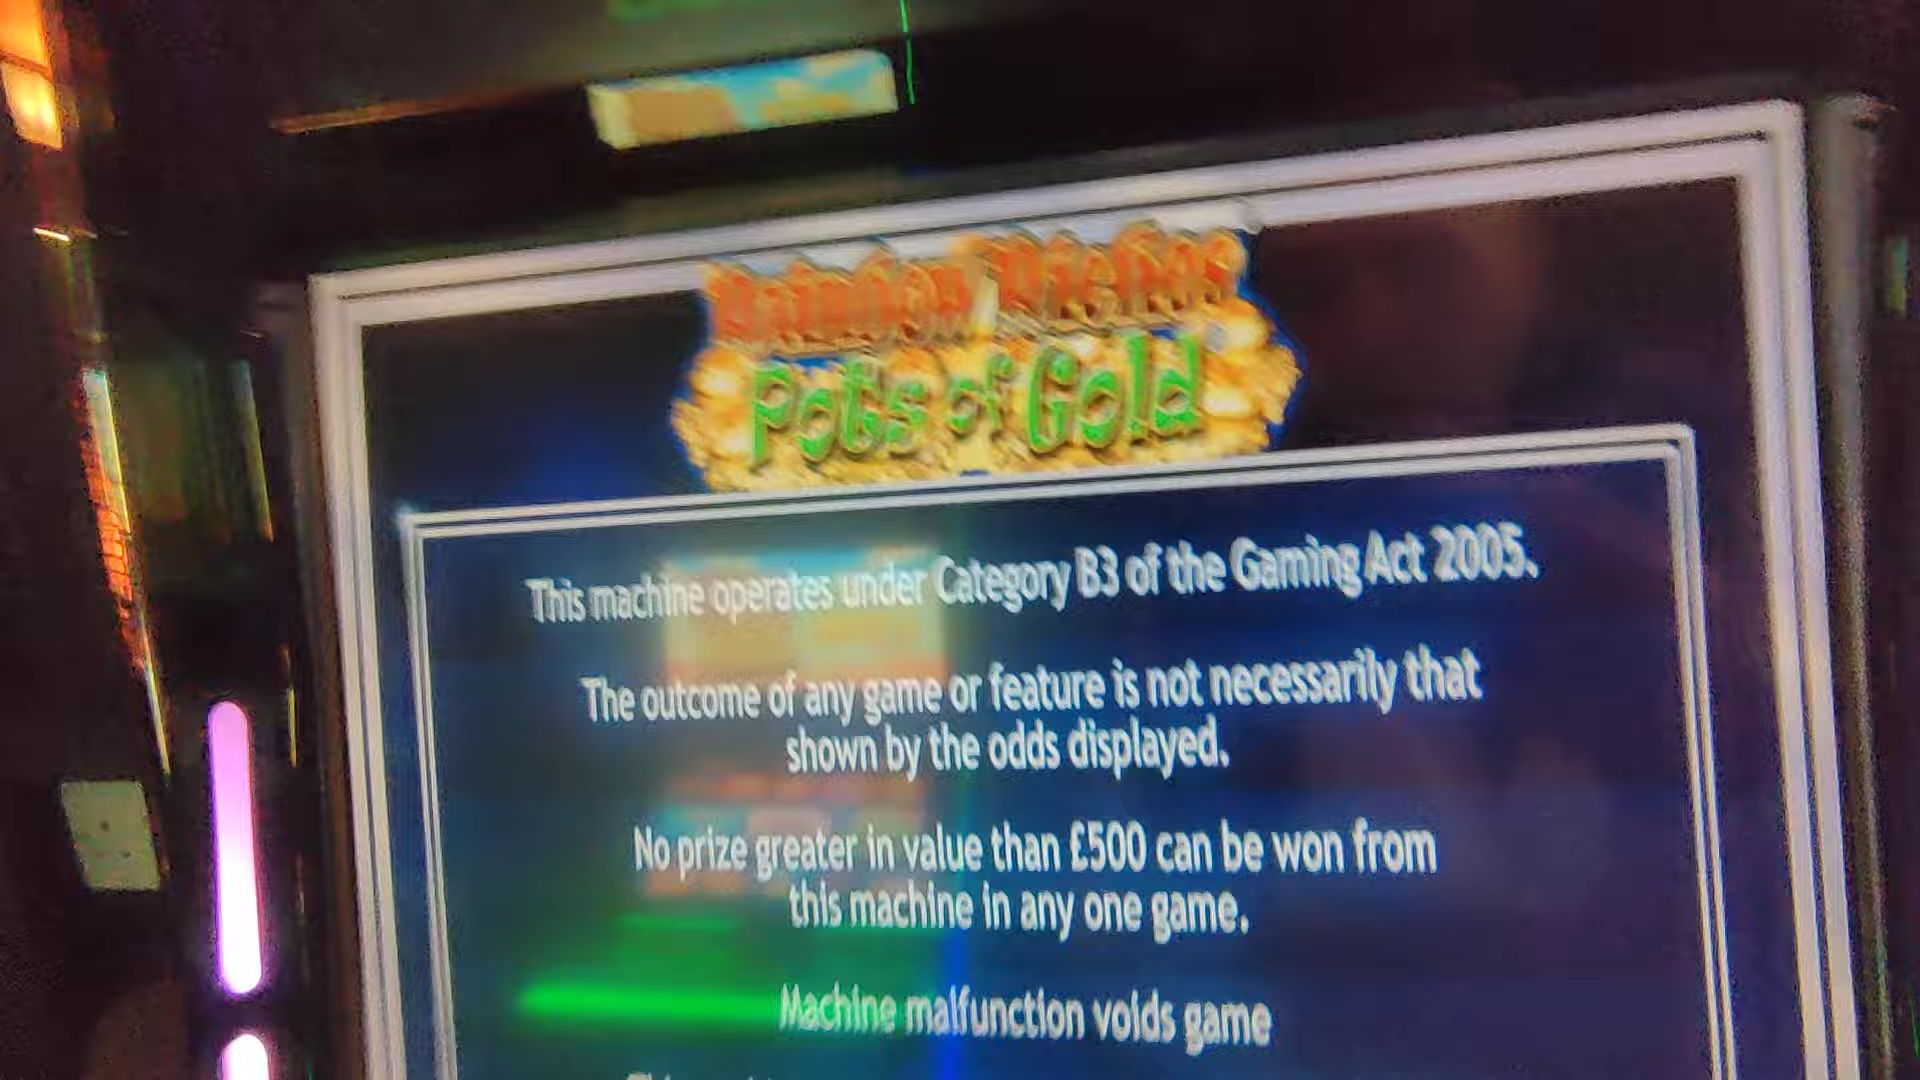 Rainbow Riches
Pots of Gold
This machine operates under Category B3 of the Gaming Act 2005.
The outcome of any game or feature is not necessarily that
shown by the odds displayed.
No prize greater in value than £500 can be won from
this machine in any one game.
Machine malfunction voids game